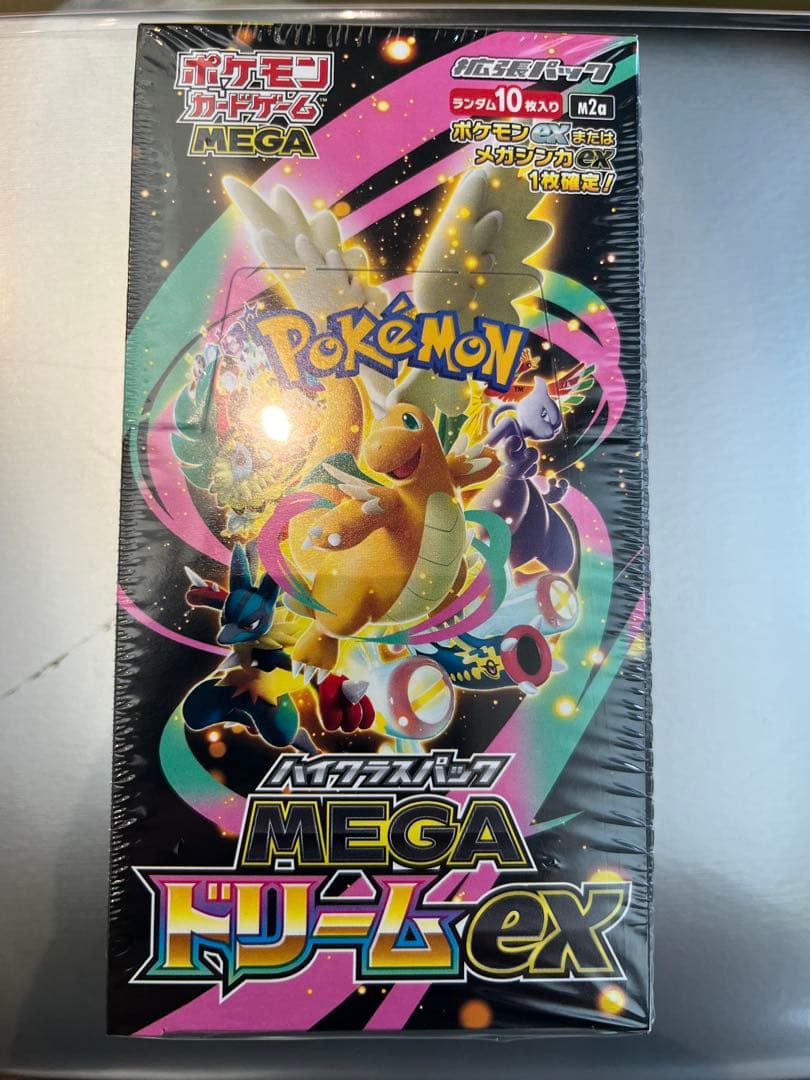 ポケモン
カードゲーム™
MEGA
拡張パック
ランダム10枚入り M2a
ポケモンexまたは
メガシンカex
1枚確定!
POKéMON™
ハイクラスパック
MEGA
ドリームex